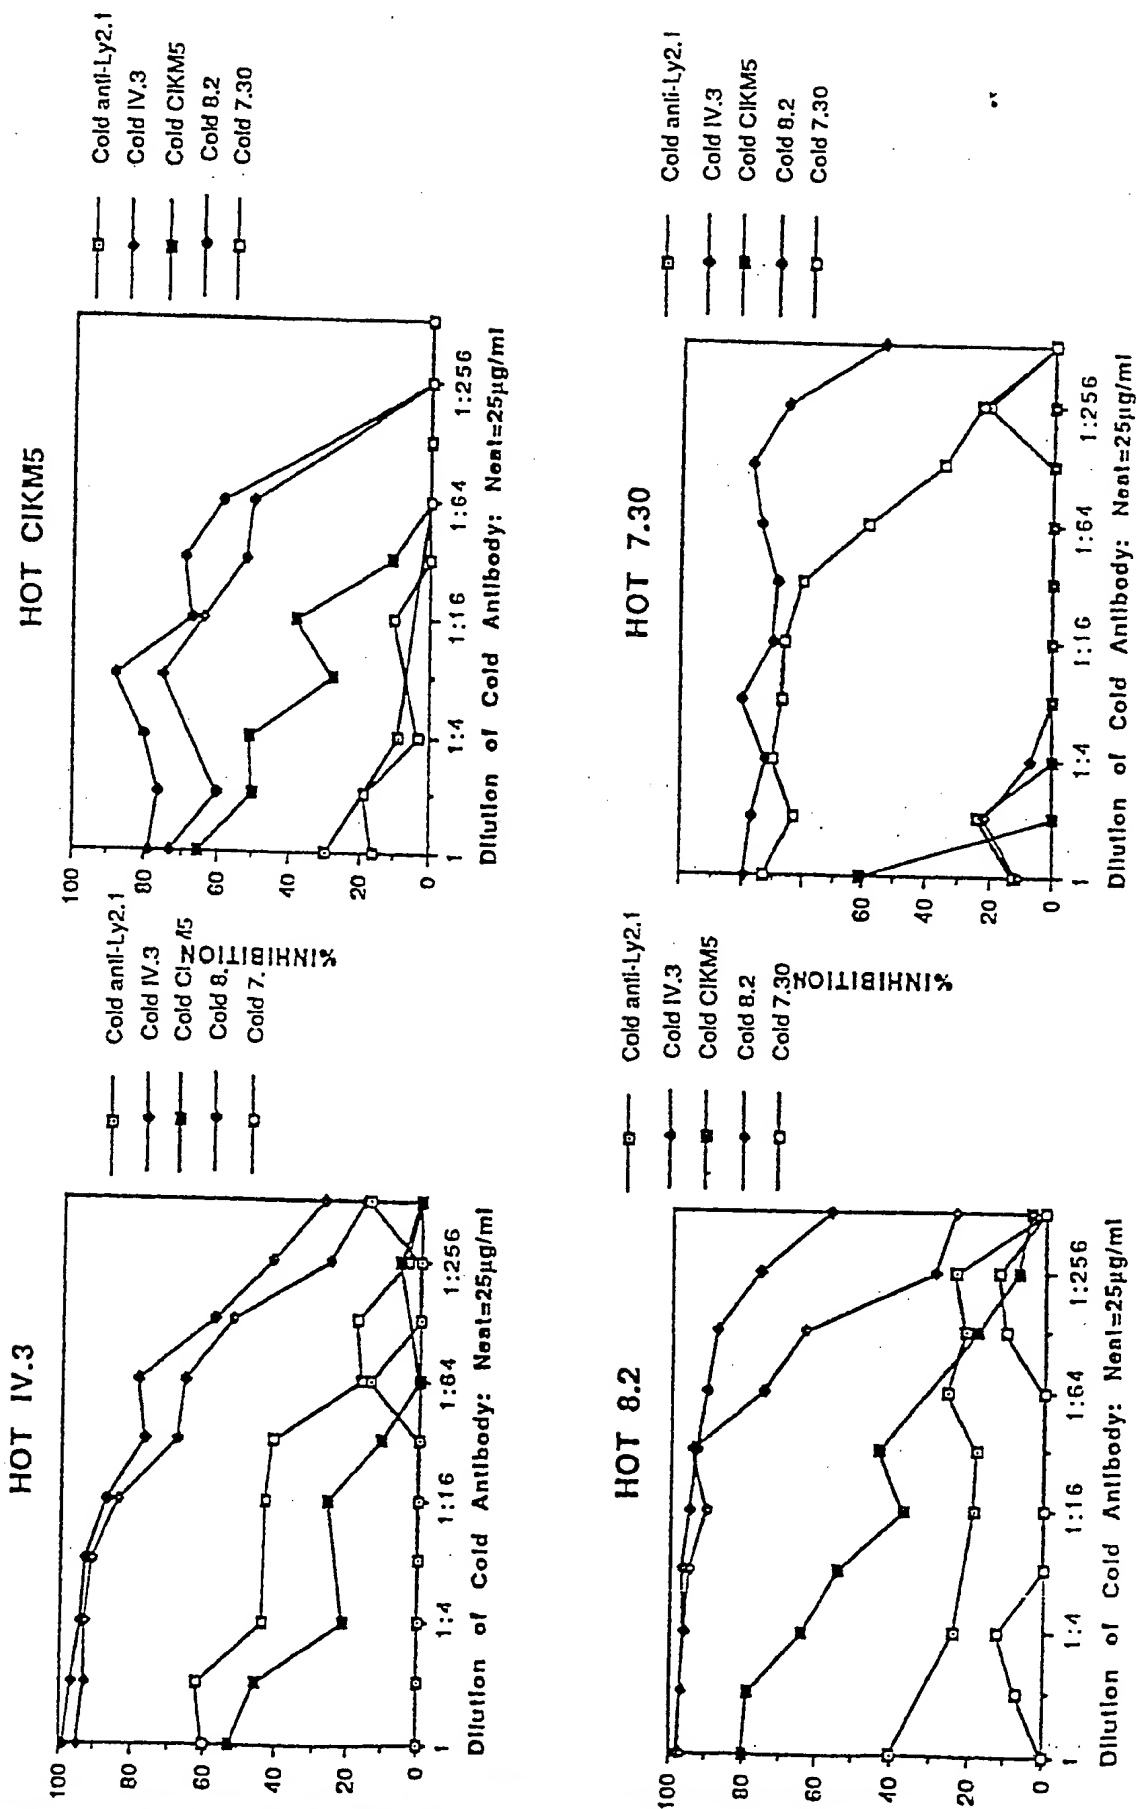 HOT IV.3
100
80
60
40
20
0
1
1:4
1:16
1:64
1:256
Dilution of Cold Antibody: Neat=25µg/ml
Cold anti-Ly2.1
Cold IV.3
Cold 8.
Cold 7.
HOT CIKM5
%INHIBITION
100
80
60
40
20
0
1
1:4
1:16
1:64
1:256
Dilution of Cold Antibody: Neat=25µg/ml
Cold anti-Ly2.1
Cold IV.3
Cold CIKM5
Cold 8.2
Cold 7.30
HOT 8.2
100
80
60
40
20
0
1
1:4
1:16
1:64
1:256
Dilution of Cold Antibody: Neat=25µg/ml
Cold anti-Ly2.1
Cold IV.3
Cold CIKM5
Cold 8.2
Cold 7.30
HOT 7.30
%INHIBITION
60
40
20
0
1
1:4
1:16
1:64
1:256
Dilution of Cold Antibody: Neat=25µg/ml
Cold anti-Ly2.1
Cold IV.3
Cold CIKM5
Cold 8.2
Cold 7.30